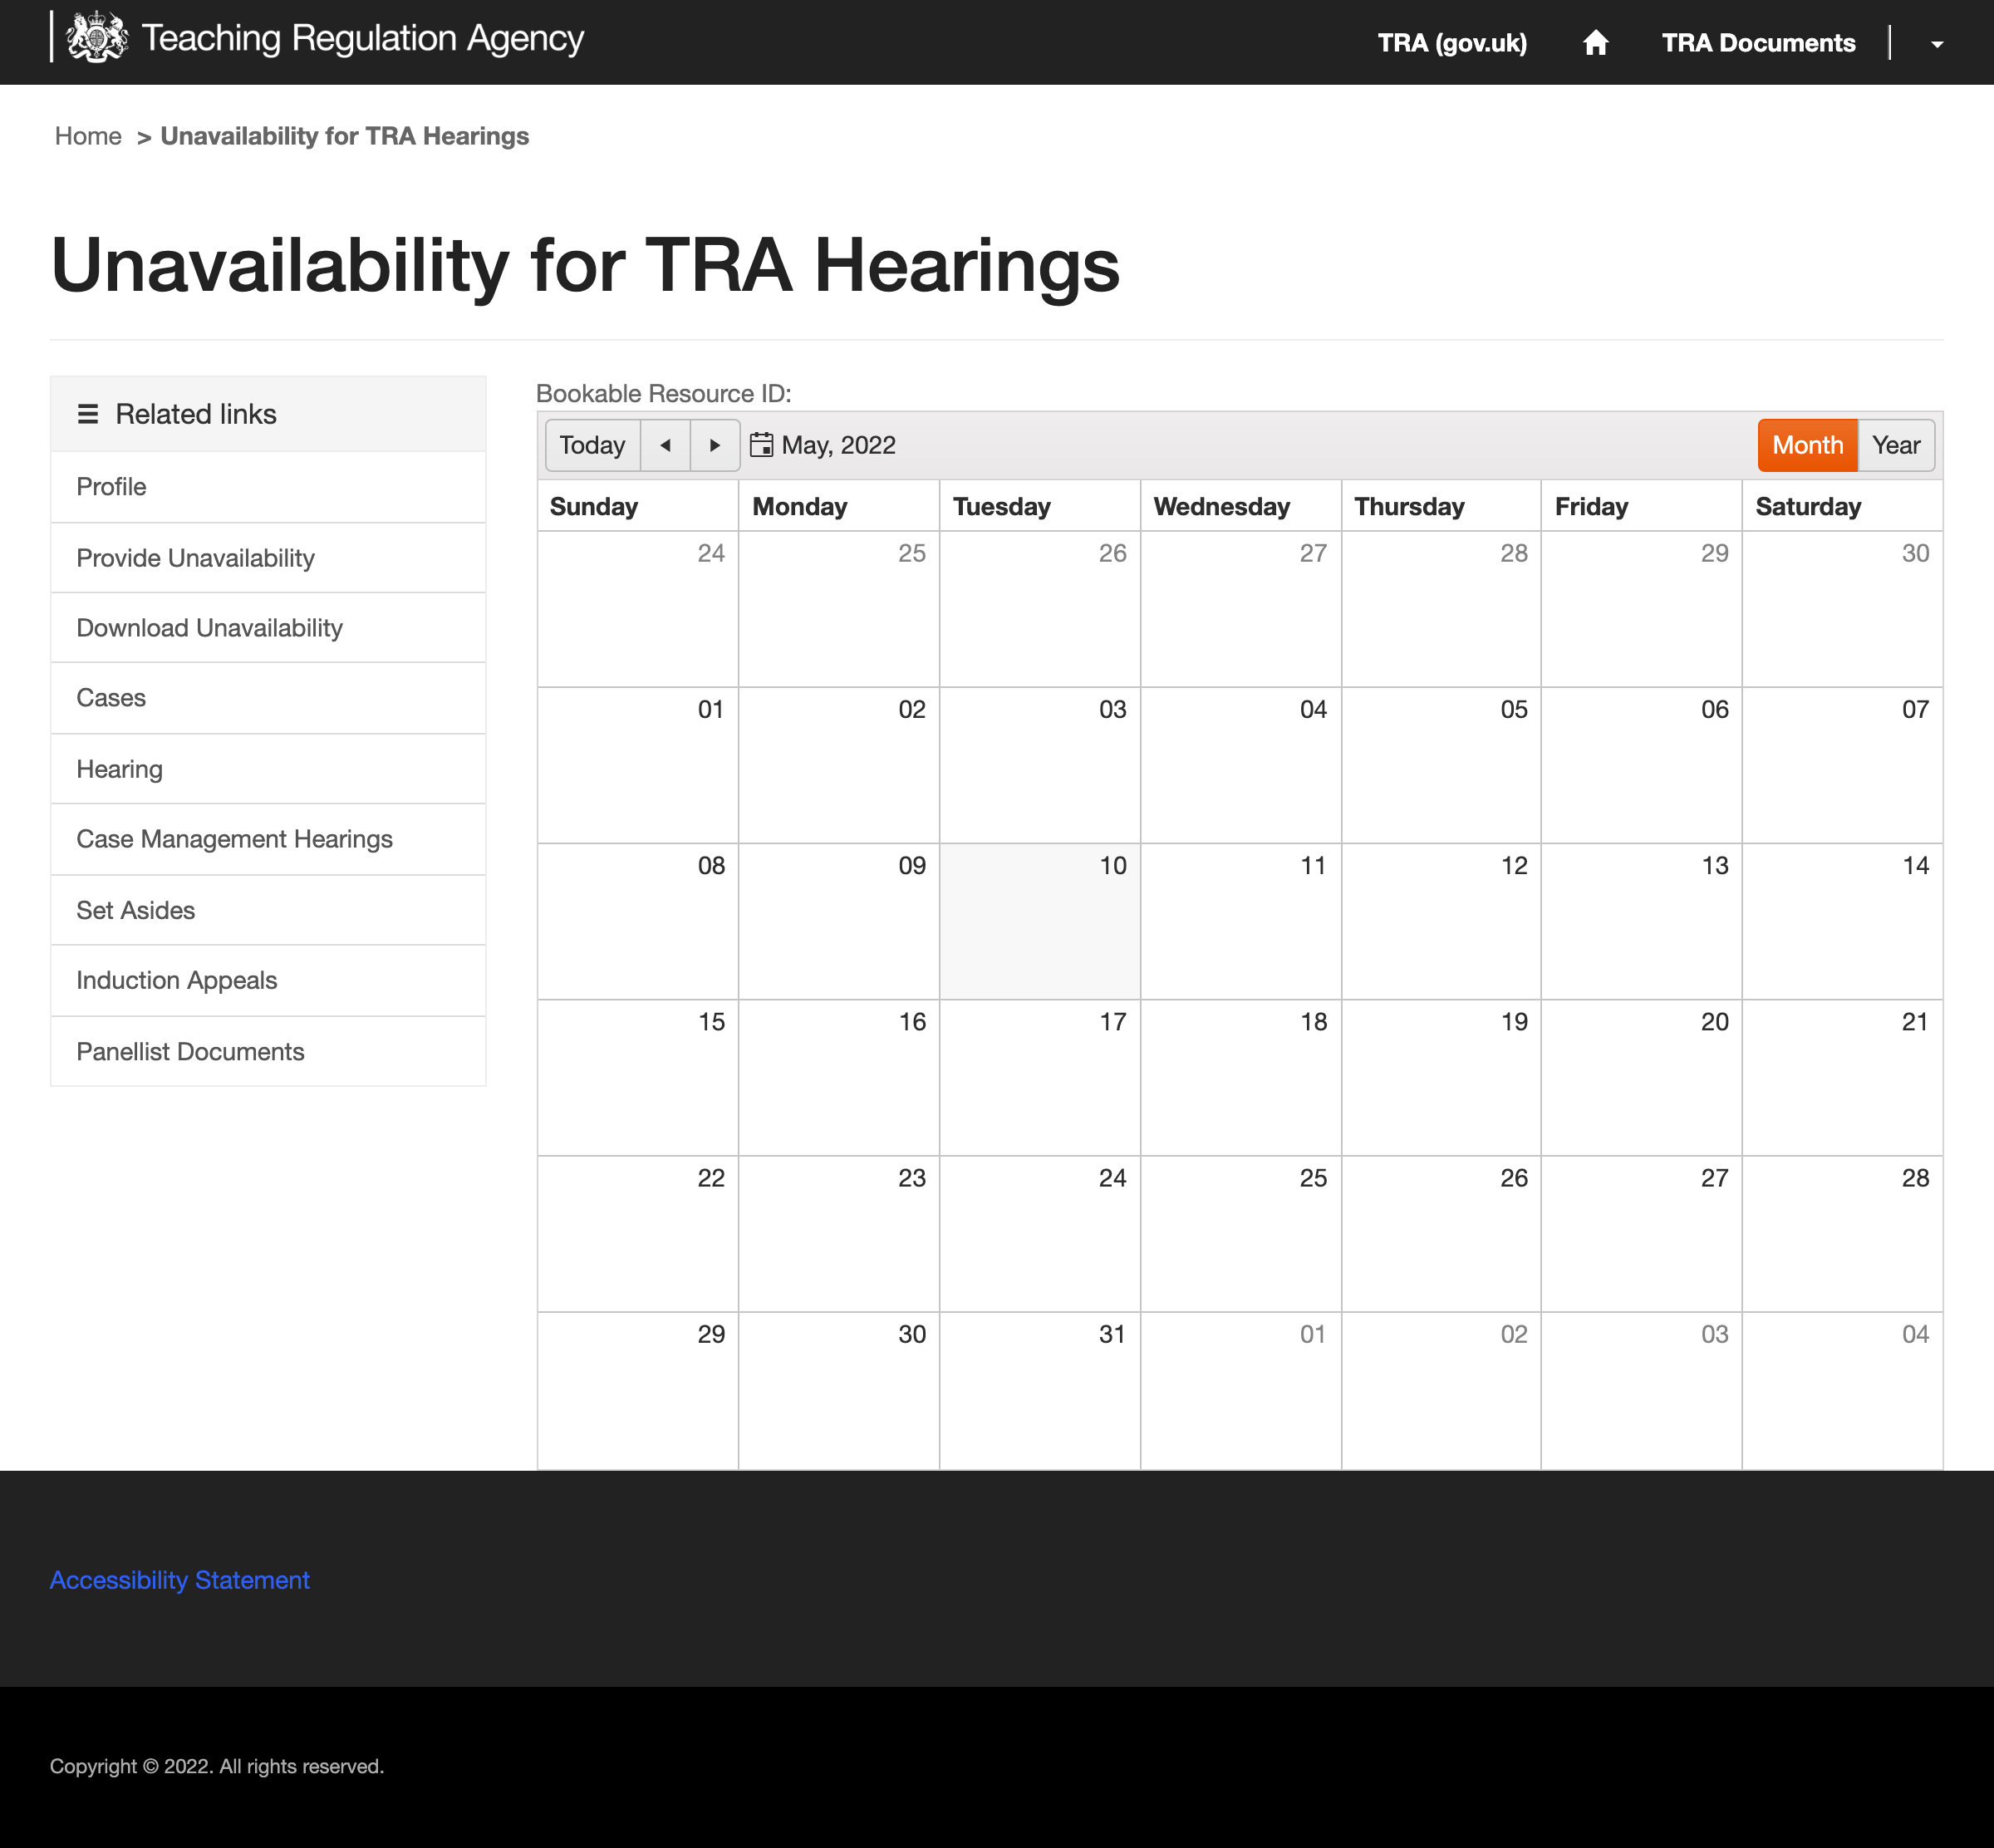 Teaching Regulation Agency
TRA (gov.uk)
TRA Documents
Home > Unavailability for TRA Hearings
Unavailability for TRA Hearings
Related links
Profile
Provide Unavailability
Download Unavailability
Cases
Hearing
Case Management Hearings
Set Asides
Induction Appeals
Panellist Documents
Bookable Resource ID:
Today May, 2022 Month Year
Sunday Monday Tuesday Wednesday Thursday Friday Saturday
24 25 26 27 28 29 30
01 02 03 04 05 06 07
08 09 10 11 12 13 14
15 16 17 18 19 20 21
22 23 24 25 26 27 28
29 30 31 01 02 03 04
Accessibility Statement
Copyright © 2022. All rights reserved.